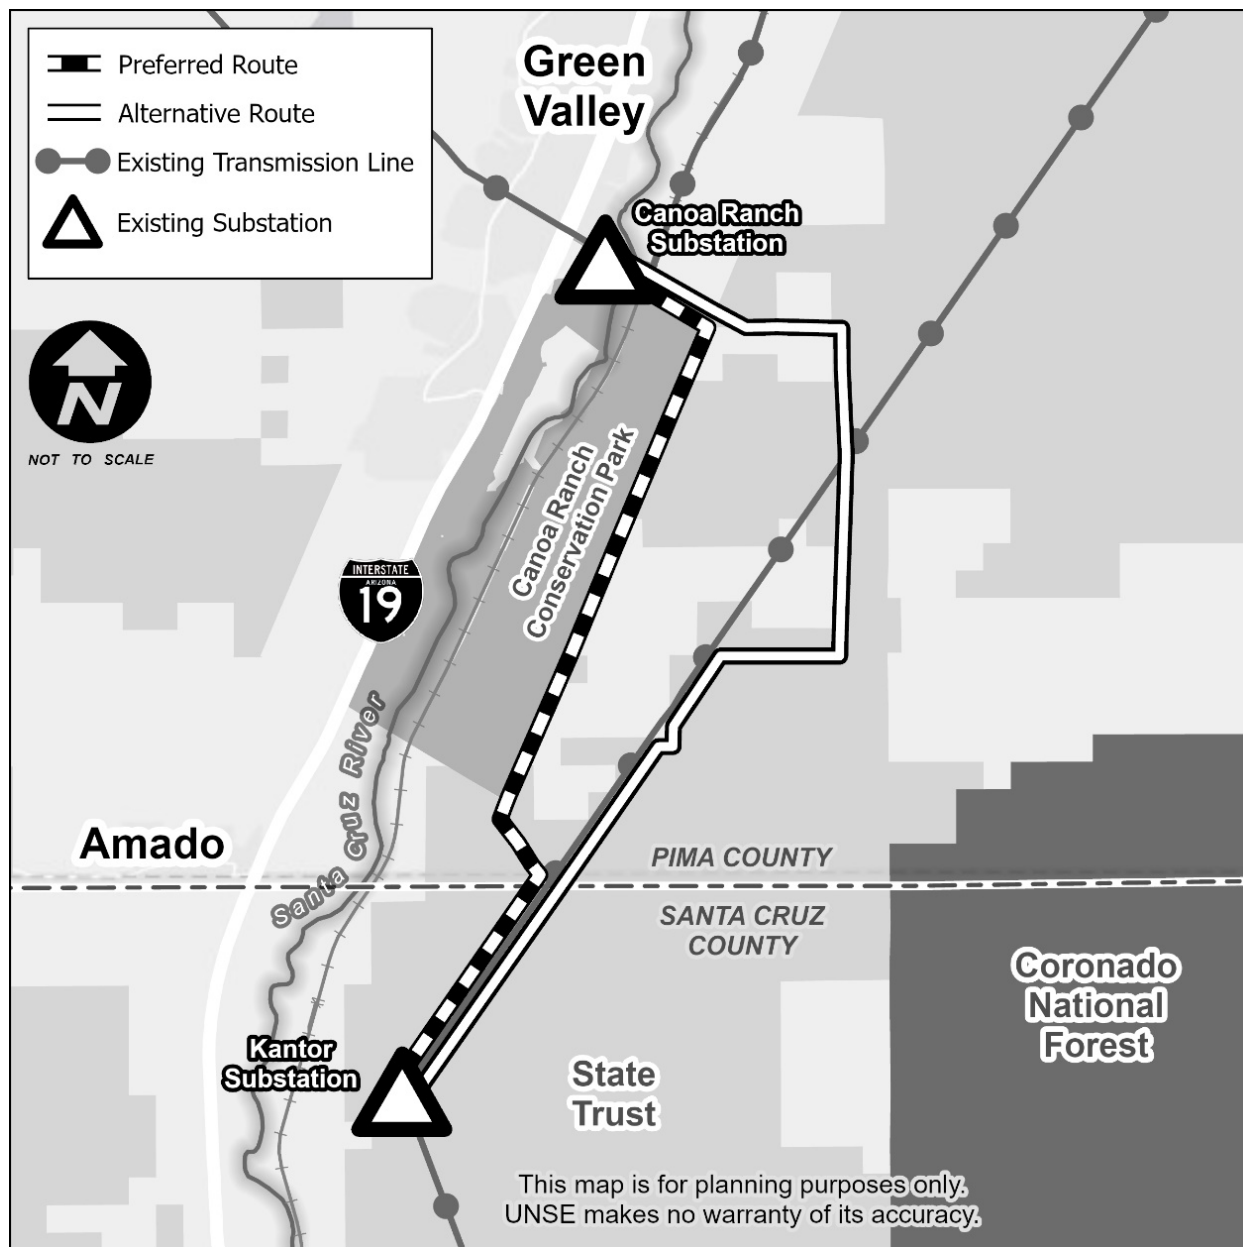 Preferred Route
Alternative Route
Existing Transmission Line
Existing Substation
Green
Valley
Canoa Ranch
Substation
N
NOT TO SCALE
Canoa Ranch
Conservation Park
INTERSTATE
ARIZONA
19
Santa Cruz River
Amado
PIMA COUNTY
SANTA CRUZ
COUNTY
Coronado
National
Forest
Kantor
Substation
State
Trust
This map is for planning purposes only.
UNSE makes no warranty of its accuracy.